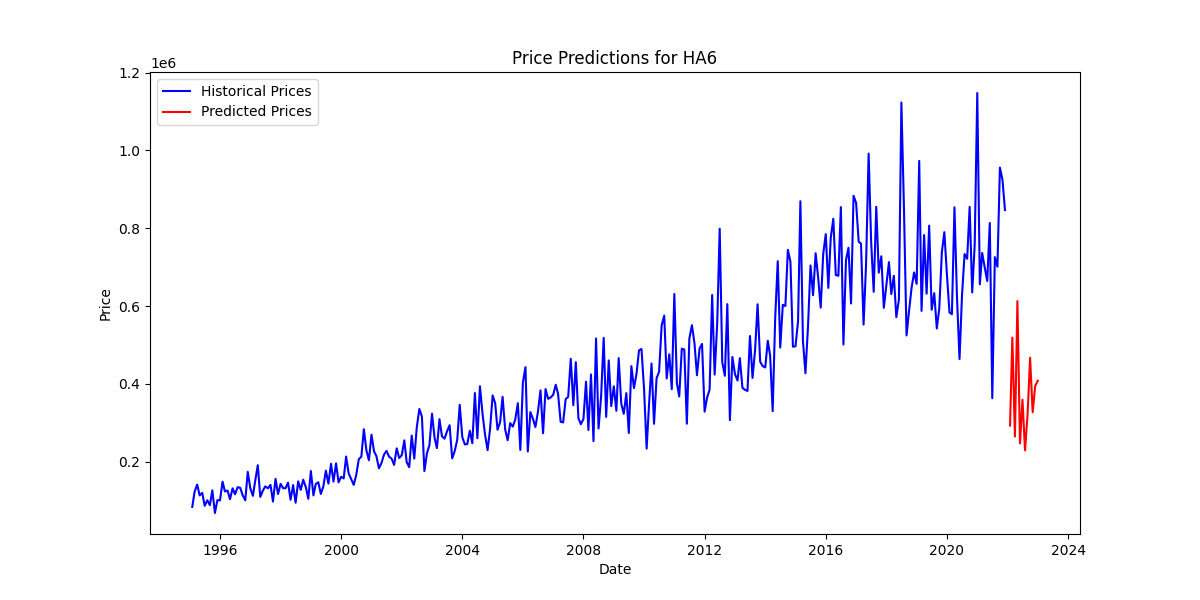 Price Predictions for HA6
1e6
Historical Prices
Predicted Prices
1.2
1.0
0.8
0.6
0.4
0.2
Price
1996 2000 2004 2008 2012 2016 2020 2024
Date